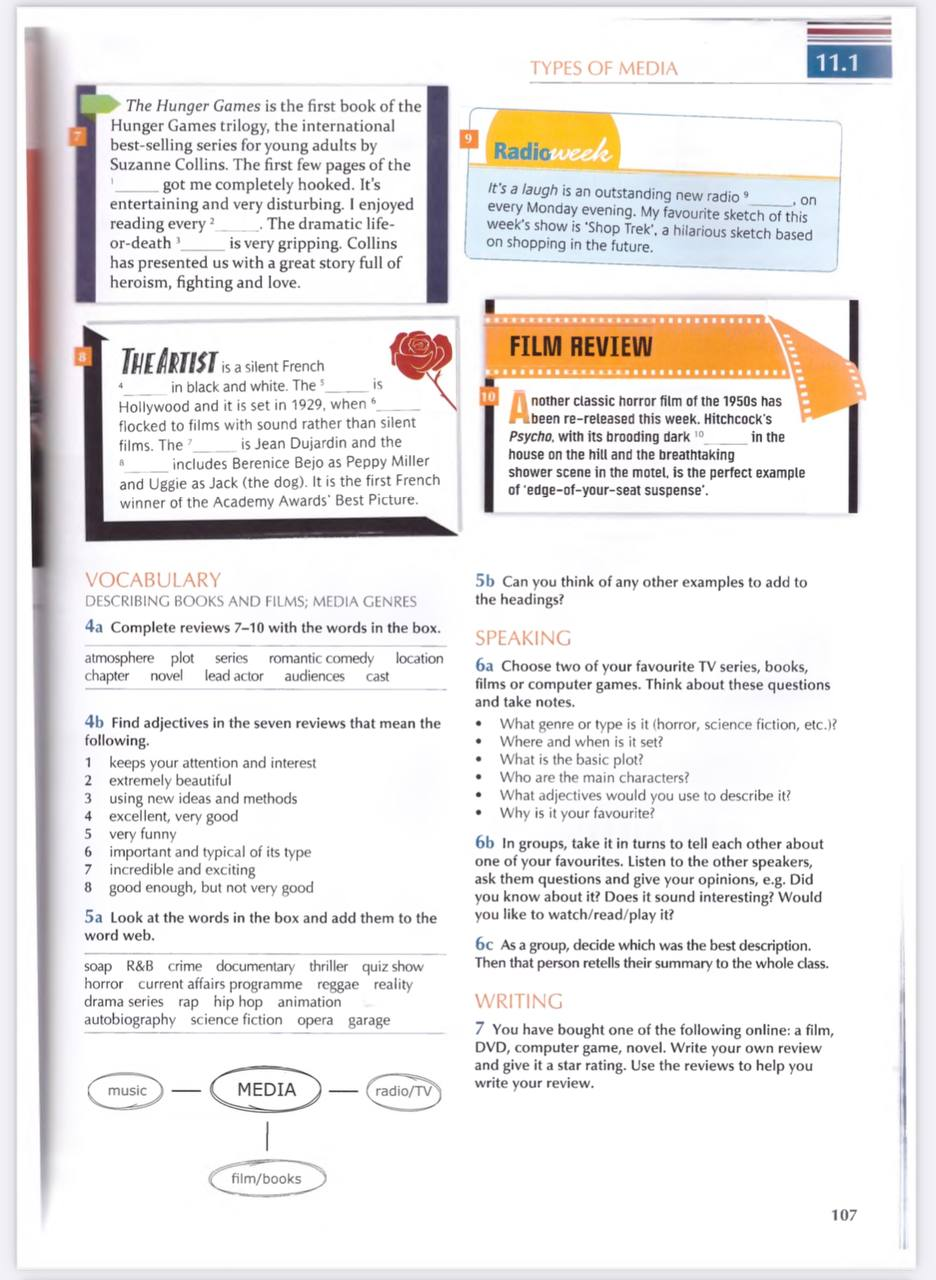 TYPES OF MEDIA
11.1
7
The Hunger Games is the first book of the
Hunger Games trilogy, the international
best-selling series for young adults by
Suzanne Collins. The first few pages of the
1_____ got me completely hooked. It's
entertaining and very disturbing. I enjoyed
reading every 2_____. The dramatic life-
or-death 3_____ is very gripping. Collins
has presented us with a great story full of
heroism, fighting and love.
8
THE ARTIST is a silent French
4_____ in black and white. The 5_____ is
Hollywood and it is set in 1929, when 6_____
flocked to films with sound rather than silent
films. The 7_____ is Jean Dujardin and the
8_____ includes Berenice Bejo as Peppy Miller
and Uggie as Jack (the dog). It is the first French
winner of the Academy Awards' Best Picture.
9
Radioweek
It's a laugh is an outstanding new radio 9_____, on
every Monday evening. My favourite sketch of this
week's show is 'Shop Trek', a hilarious sketch based
on shopping in the future.
FILM REVIEW
10
Another classic horror film of the 1950s has
been re-released this week. Hitchcock's
Psycho, with its brooding dark 10_____ in the
house on the hill and the breathtaking
shower scene in the motel, is the perfect example
of 'edge-of-your-seat suspense'.
VOCABULARY
DESCRIBING BOOKS AND FILMS; MEDIA GENRES
4a Complete reviews 7–10 with the words in the box.
atmosphere plot series romantic comedy location
chapter novel lead actor audiences cast
4b Find adjectives in the seven reviews that mean the
following.
1 keeps your attention and interest
2 extremely beautiful
3 using new ideas and methods
4 excellent, very good
5 very funny
6 important and typical of its type
7 incredible and exciting
8 good enough, but not very good
5a Look at the words in the box and add them to the
word web.
soap R&B crime documentary thriller quiz show
horror current affairs programme reggae reality
drama series rap hip hop animation
autobiography science fiction opera garage
music
MEDIA
radio/TV
film/books
5b Can you think of any other examples to add to
the headings?
SPEAKING
6a Choose two of your favourite TV series, books,
films or computer games. Think about these questions
and take notes.
• What genre or type is it (horror, science fiction, etc.)?
• Where and when is it set?
• What is the basic plot?
• Who are the main characters?
• What adjectives would you use to describe it?
• Why is it your favourite?
6b In groups, take it in turns to tell each other about
one of your favourites. Listen to the other speakers,
ask them questions and give your opinions, e.g. Did
you know about it? Does it sound interesting? Would
you like to watch/read/play it?
6c As a group, decide which was the best description.
Then that person retells their summary to the whole class.
WRITING
7 You have bought one of the following online: a film,
DVD, computer game, novel. Write your own review
and give it a star rating. Use the reviews to help you
write your review.
107